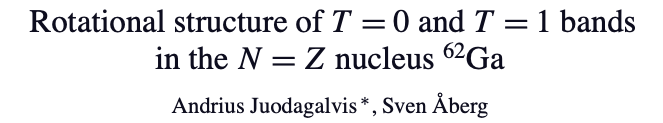 Rotational structure of T = 0 and T = 1 bands
in the N = Z nucleus ⁶²Ga
Andrius Juodagalvis *, Sven Åberg